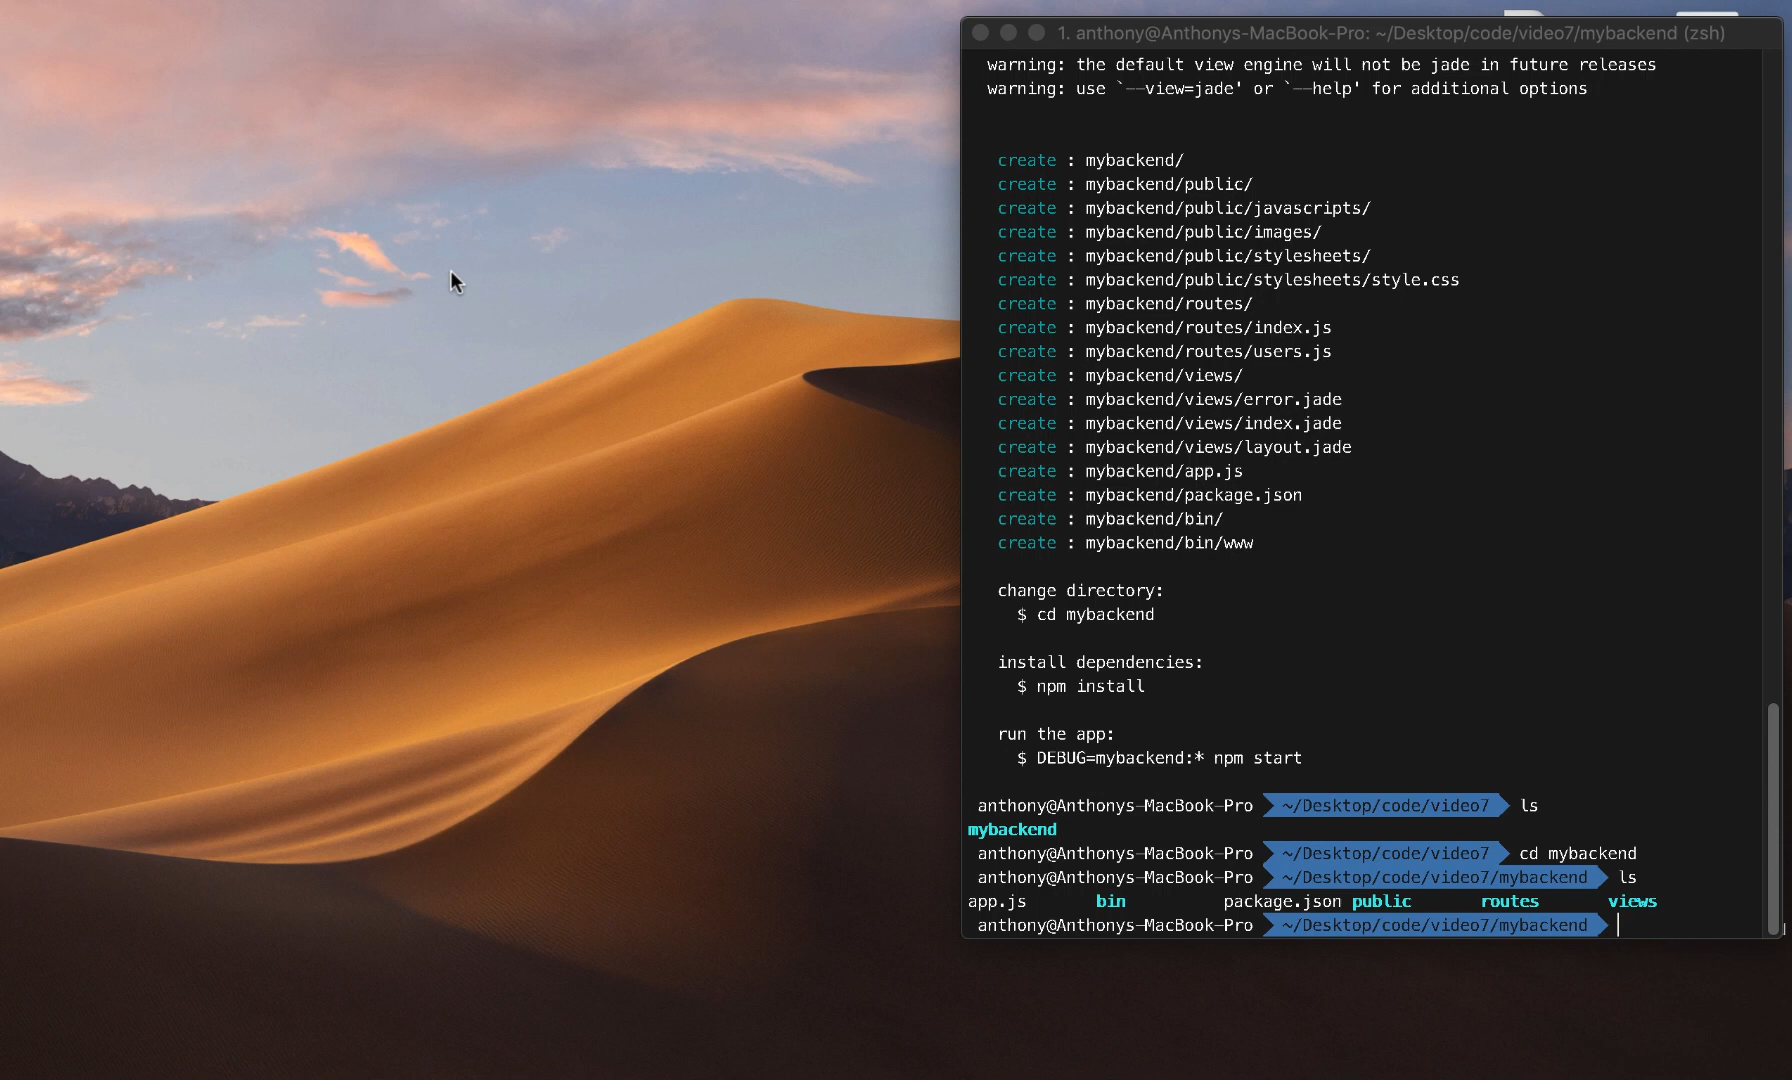 1. anthony@Anthonys-MacBook-Pro: ~/Desktop/code/video7/mybackend (zsh)
warning: the default view engine will not be jade in future releases
warning: use `--view=jade' or `--help' for additional options
create : mybackend/
create : mybackend/public/
create : mybackend/public/javascripts/
create : mybackend/public/images/
create : mybackend/public/stylesheets/
create : mybackend/public/stylesheets/style.css
create : mybackend/routes/
create : mybackend/routes/index.js
create : mybackend/routes/users.js
create : mybackend/views/
create : mybackend/views/error.jade
create : mybackend/views/index.jade
create : mybackend/views/layout.jade
create : mybackend/app.js
create : mybackend/package.json
create : mybackend/bin/
create : mybackend/bin/www
change directory:
$ cd mybackend
install dependencies:
$ npm install
run the app:
$ DEBUG=mybackend:* npm start
anthony@Anthonys-MacBook-Pro ~/Desktop/code/video7 ls
mybackend
anthony@Anthonys-MacBook-Pro ~/Desktop/code/video7 cd mybackend
anthony@Anthonys-MacBook-Pro ~/Desktop/code/video7/mybackend ls
app.js bin package.json public routes views
anthony@Anthonys-MacBook-Pro ~/Desktop/code/video7/mybackend